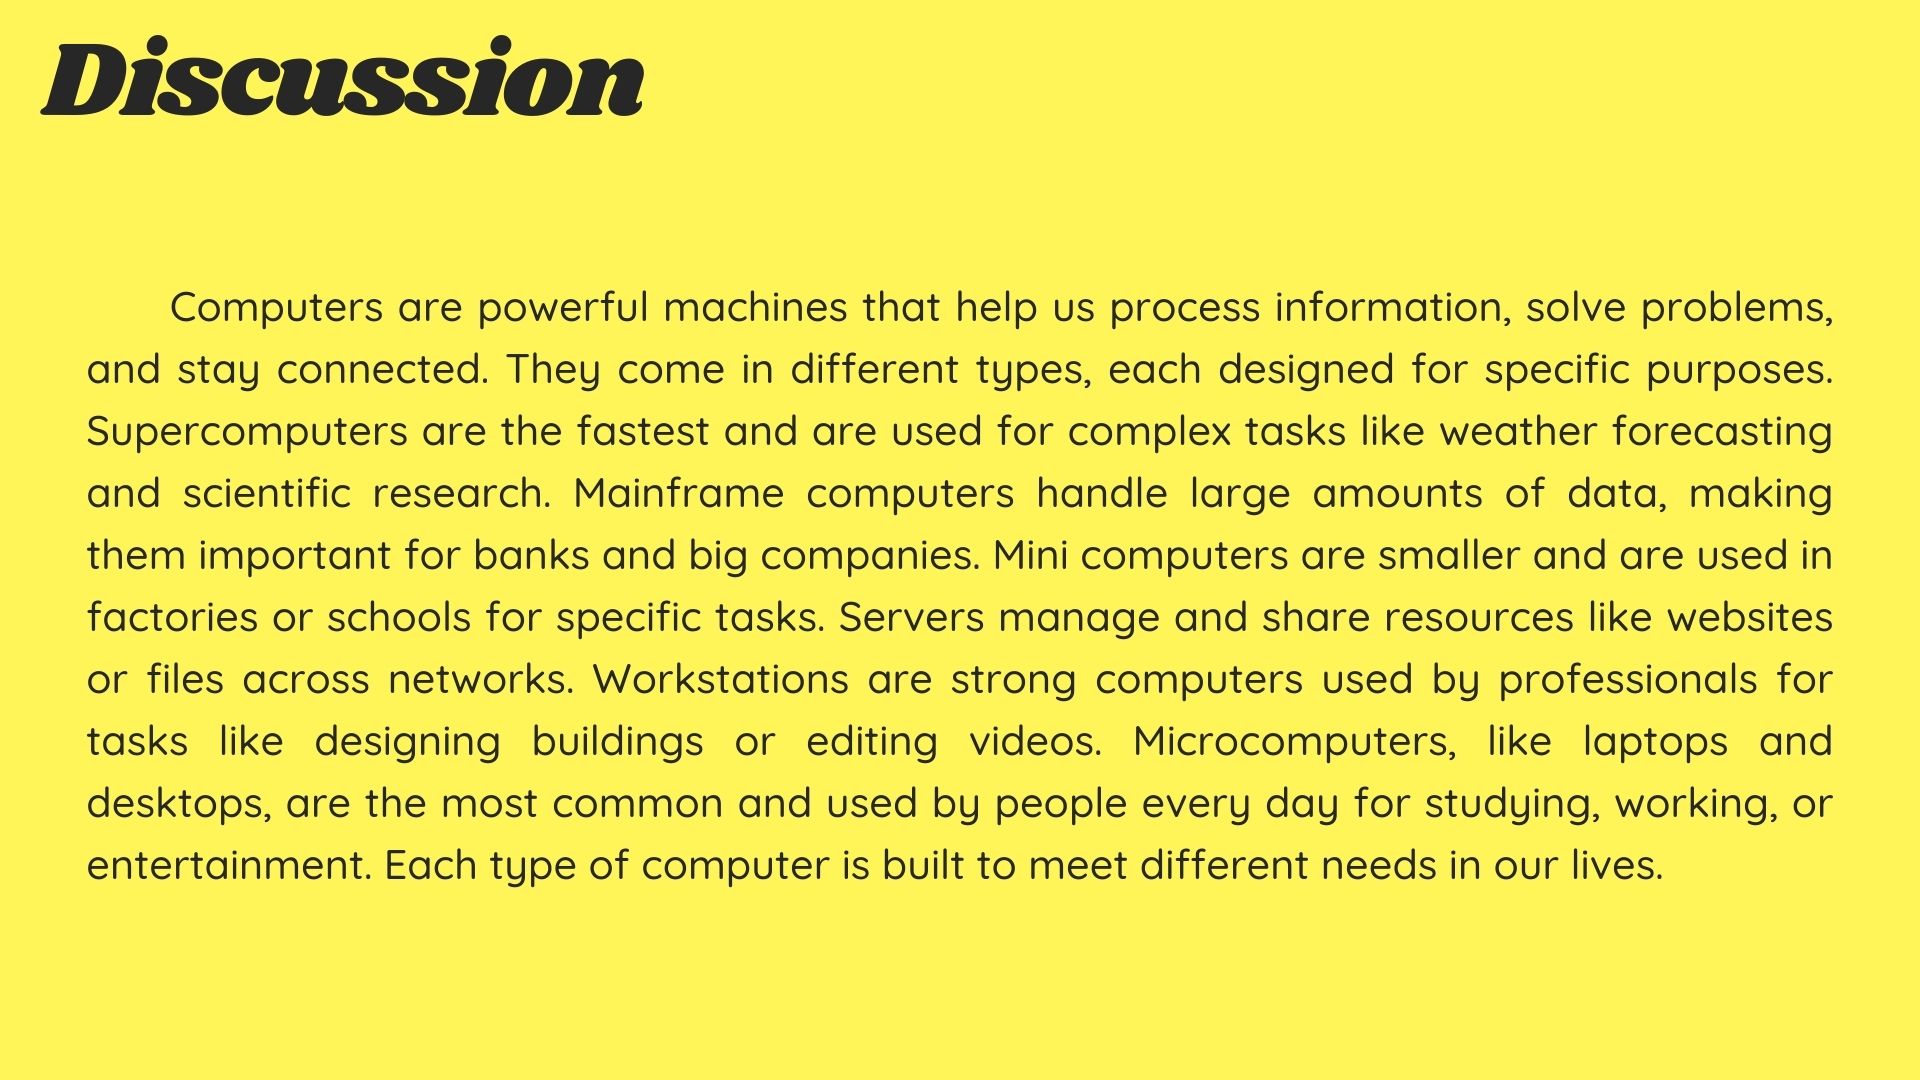 Discussion
Computers are powerful machines that help us process information, solve problems,
and stay connected. They come in different types, each designed for specific purposes.
Supercomputers are the fastest and are used for complex tasks like weather forecasting
and scientific research. Mainframe computers handle large amounts of data, making
them important for banks and big companies. Mini computers are smaller and are used in
factories or schools for specific tasks. Servers manage and share resources like websites
or files across networks. Workstations are strong computers used by professionals for
tasks like designing buildings or editing videos. Microcomputers, like laptops and
desktops, are the most common and used by people every day for studying, working, or
entertainment. Each type of computer is built to meet different needs in our lives.